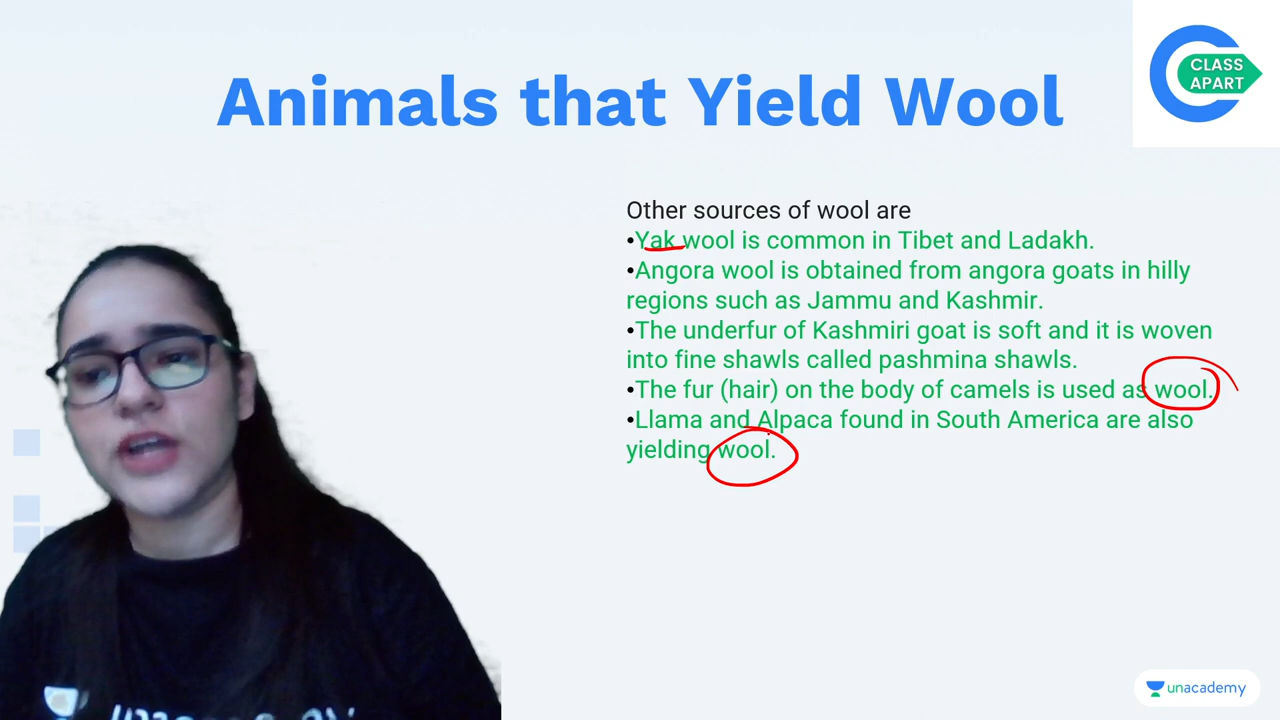 CLASS
APART
Animals that Yield Wool
Other sources of wool are
•Yak wool is common in Tibet and Ladakh.
•Angora wool is obtained from angora goats in hilly
regions such as Jammu and Kashmir.
•The underfur of Kashmiri goat is soft and it is woven
into fine shawls called pashmina shawls.
•The fur (hair) on the body of camels is used as wool.
•Llama and Alpaca found in South America are also
yielding wool.
unacademy